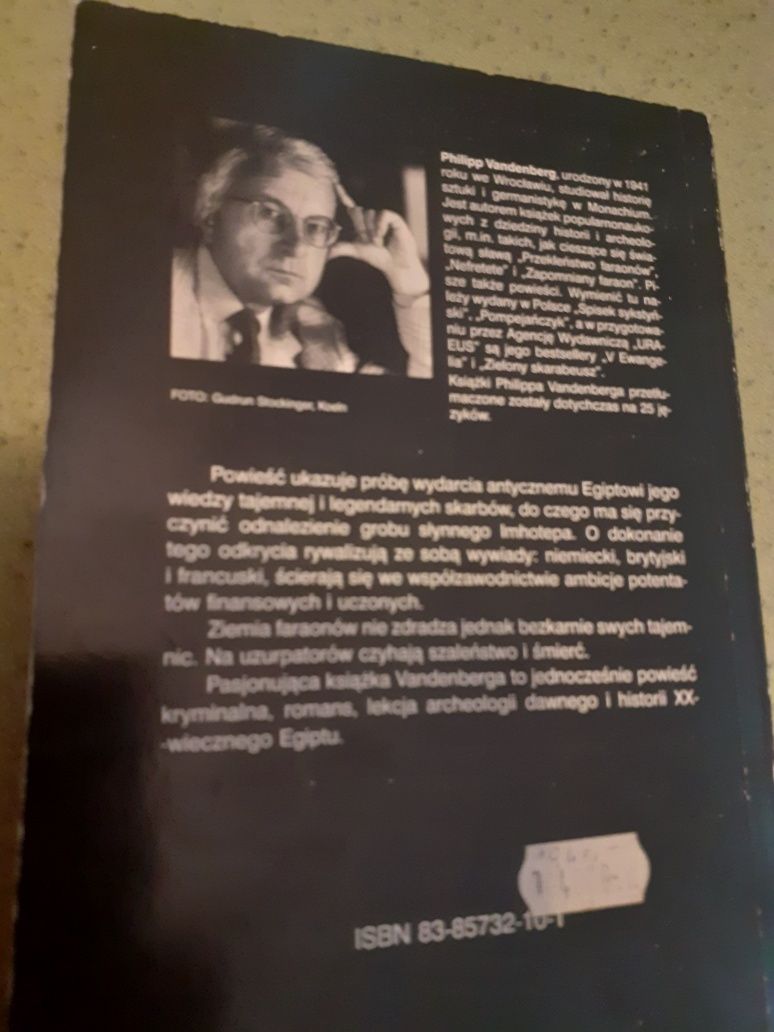 Philipp Vandenberg, urodzony w 1941
roku we Wrocławiu, studiował historię
sztuki i germanistykę w Monachium.
Jest autorem książek popularnonauko-
wych z dziedziny historii i archeolo-
gii, m.in. takich, jak cieszące się świa-
tową sławą „Przekleństwo faraonów”,
„Nefretete” i „Zapomniany faraon”. Pi-
sze także powieści. Wymienić tu na-
leży wydany w Polsce „Spisek sykstyń-
ski”, „Pompejańczyk”, a w przygotowa-
niu przez Agencję Wydawniczą „URA-
EUS” są jego bestsellery „V Ewange-
lia” i „Zielony skarabeusz”.
Książki Philippa Vandenberga przetłu-
maczone zostały dotychczas na 25 ję-
zyków.
FOTO: Gudrun Stockinger, Koeln
Powieść ukazuje próbę wydarcia antycznemu Egiptowi jego
wiedzy tajemnej i legendarnych skarbów, do czego ma się przy-
czynić odnalezienie grobu słynnego Imhotepa. O dokonanie
tego odkrycia rywalizują ze sobą wywiady: niemiecki, brytyjski
i francuski, ścierają się we współzawodnictwie ambicje potenta-
tów finansowych i uczonych.
Ziemia faraonów nie zdradza jednak bezkarnie swych tajem-
nic. Na uzurpatorów czyhają szaleństwo i śmierć.
Pasjonująca książka Vandenberga to jednocześnie powieść
kryminalna, romans, lekcja archeologii dawnego i historii XX-
-wiecznego Egiptu.
ISBN 83-85732-10-1